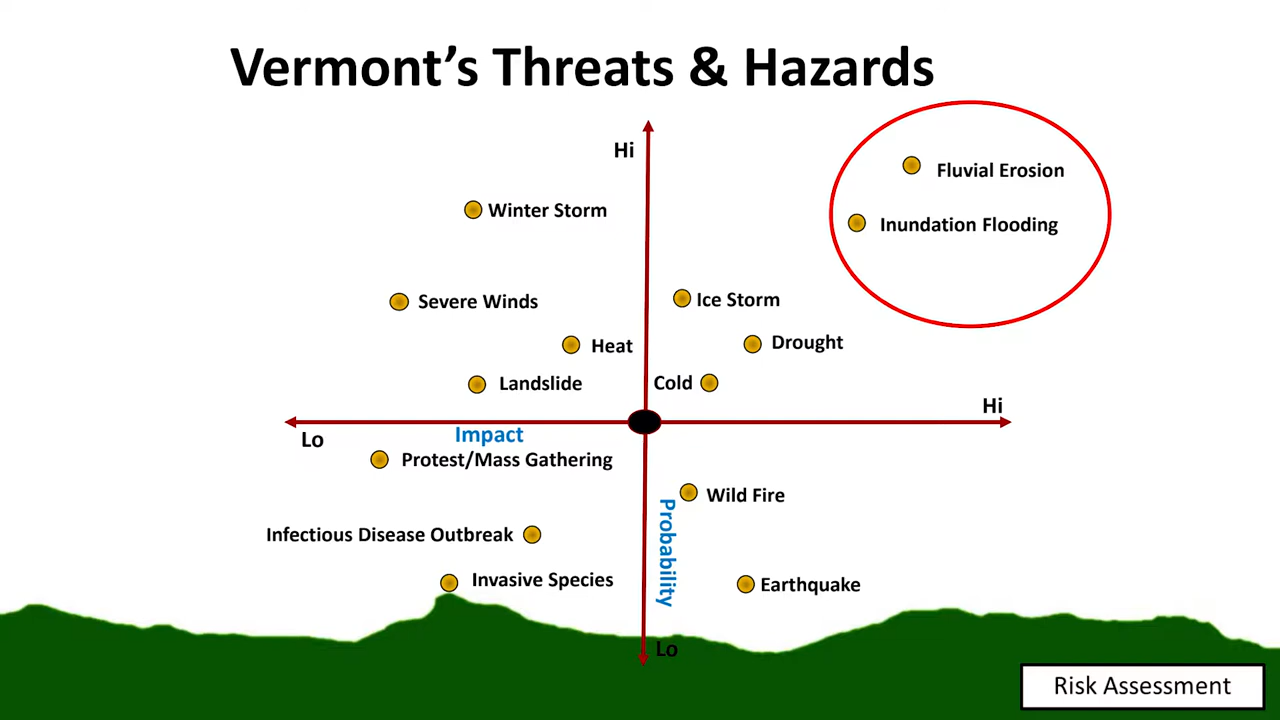 Vermont's Threats & Hazards
Hi
Fluvial Erosion
Winter Storm
Inundation Flooding
Severe Winds
Ice Storm
Heat
Drought
Landslide
Cold
Hi
Lo
Impact
Protest/Mass Gathering
Wild Fire
Probability
Infectious Disease Outbreak
Invasive Species
Earthquake
Lo
Risk Assessment